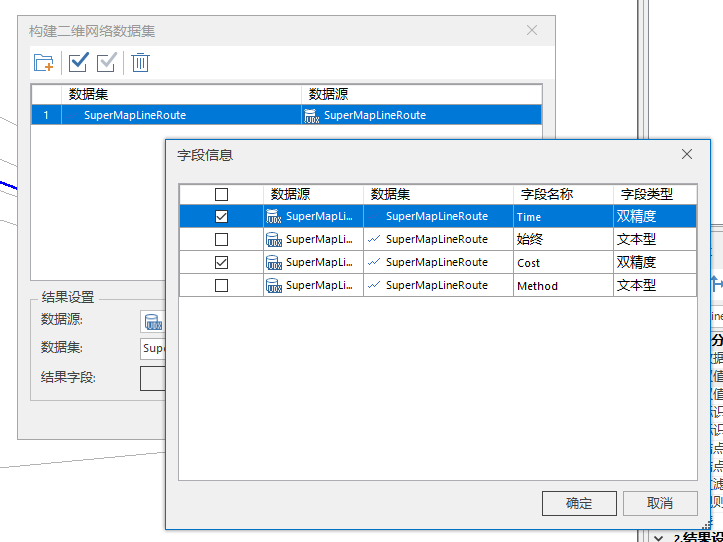 构建二维网络数据集
数据集 数据源
1 SuperMapLineRoute SuperMapLineRoute
字段信息
数据源 数据集 字段名称 字段类型
SuperMapLi... SuperMapLineRoute Time 双精度
SuperMapLi... SuperMapLineRoute 始终 文本型
SuperMapLi... SuperMapLineRoute Cost 双精度
SuperMapLi... SuperMapLineRoute Method 文本型
结果设置
数据源:
数据集: Supe
结果字段:
确定 取消
2.结果设